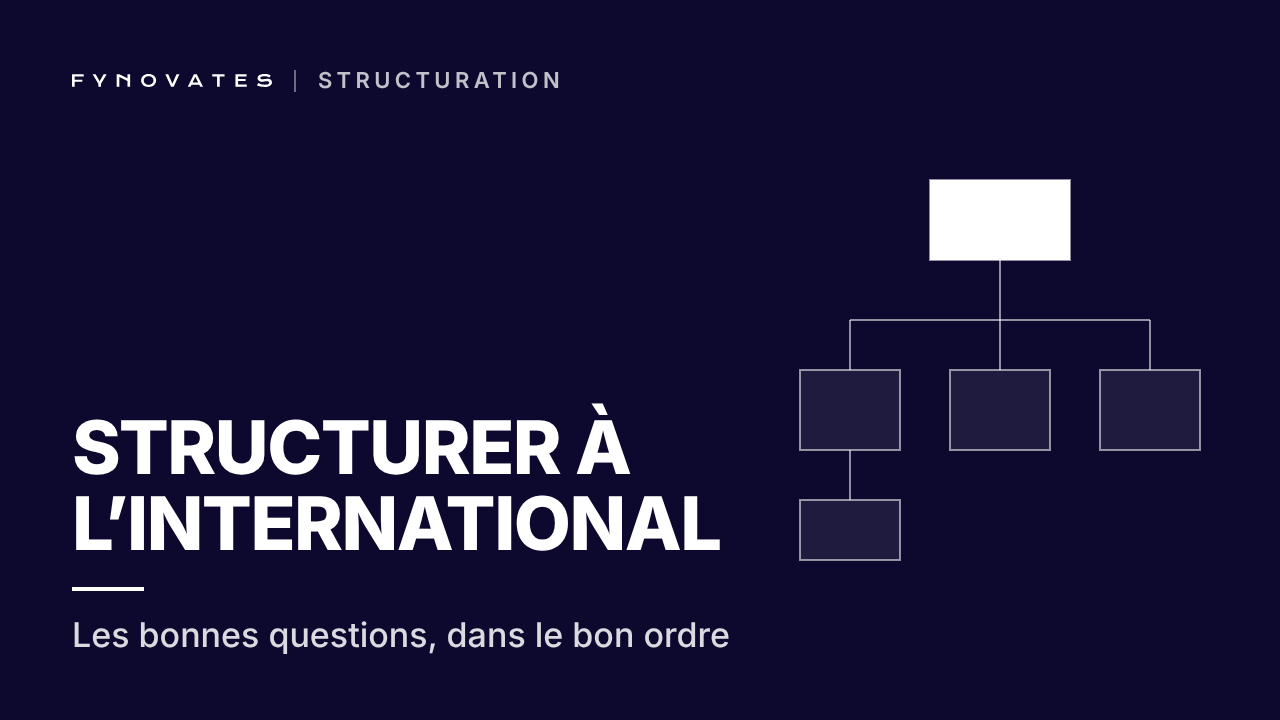 FYNOVATES | STRUCTURATION
STRUCTURER À
L’INTERNATIONAL
Les bonnes questions, dans le bon ordre